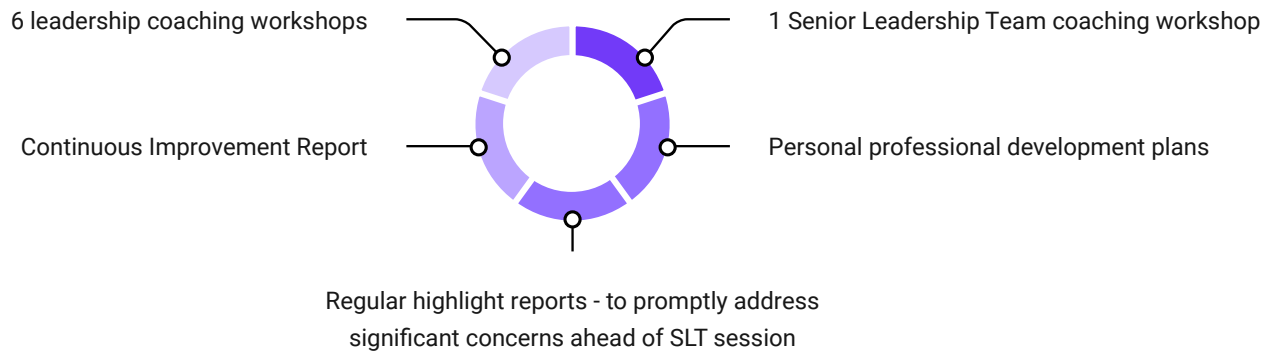 6 leadership coaching workshops
1 Senior Leadership Team coaching workshop
Continuous Improvement Report
Personal professional development plans
Regular highlight reports - to promptly address
significant concerns ahead of SLT session